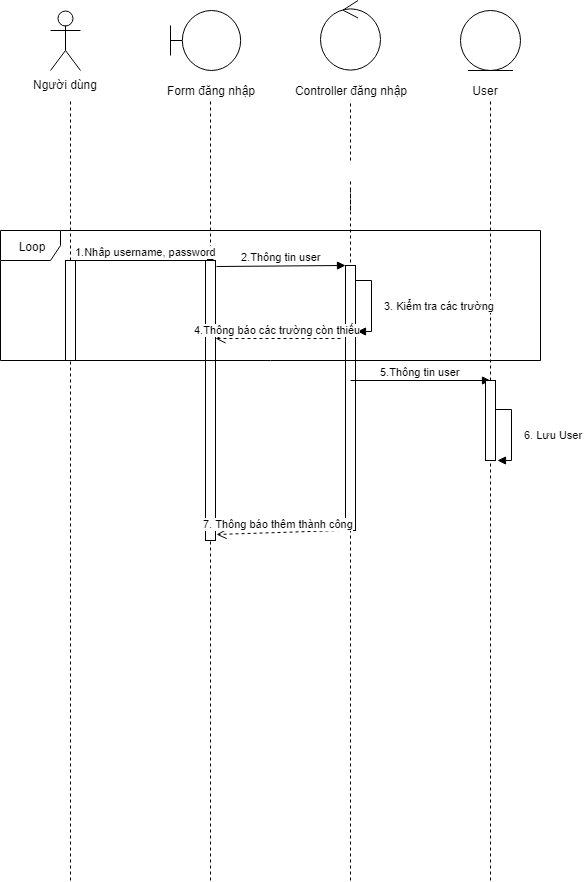 Người dùng
Form đăng nhập
Controller đăng nhập
User
Loop
1.Nhâp username, password
2.Thông tin user
3. Kiểm tra các trường
4.Thông báo các trường còn thiếu
5.Thông tin user
6. Lưu User
7. Thông báo thêm thành công